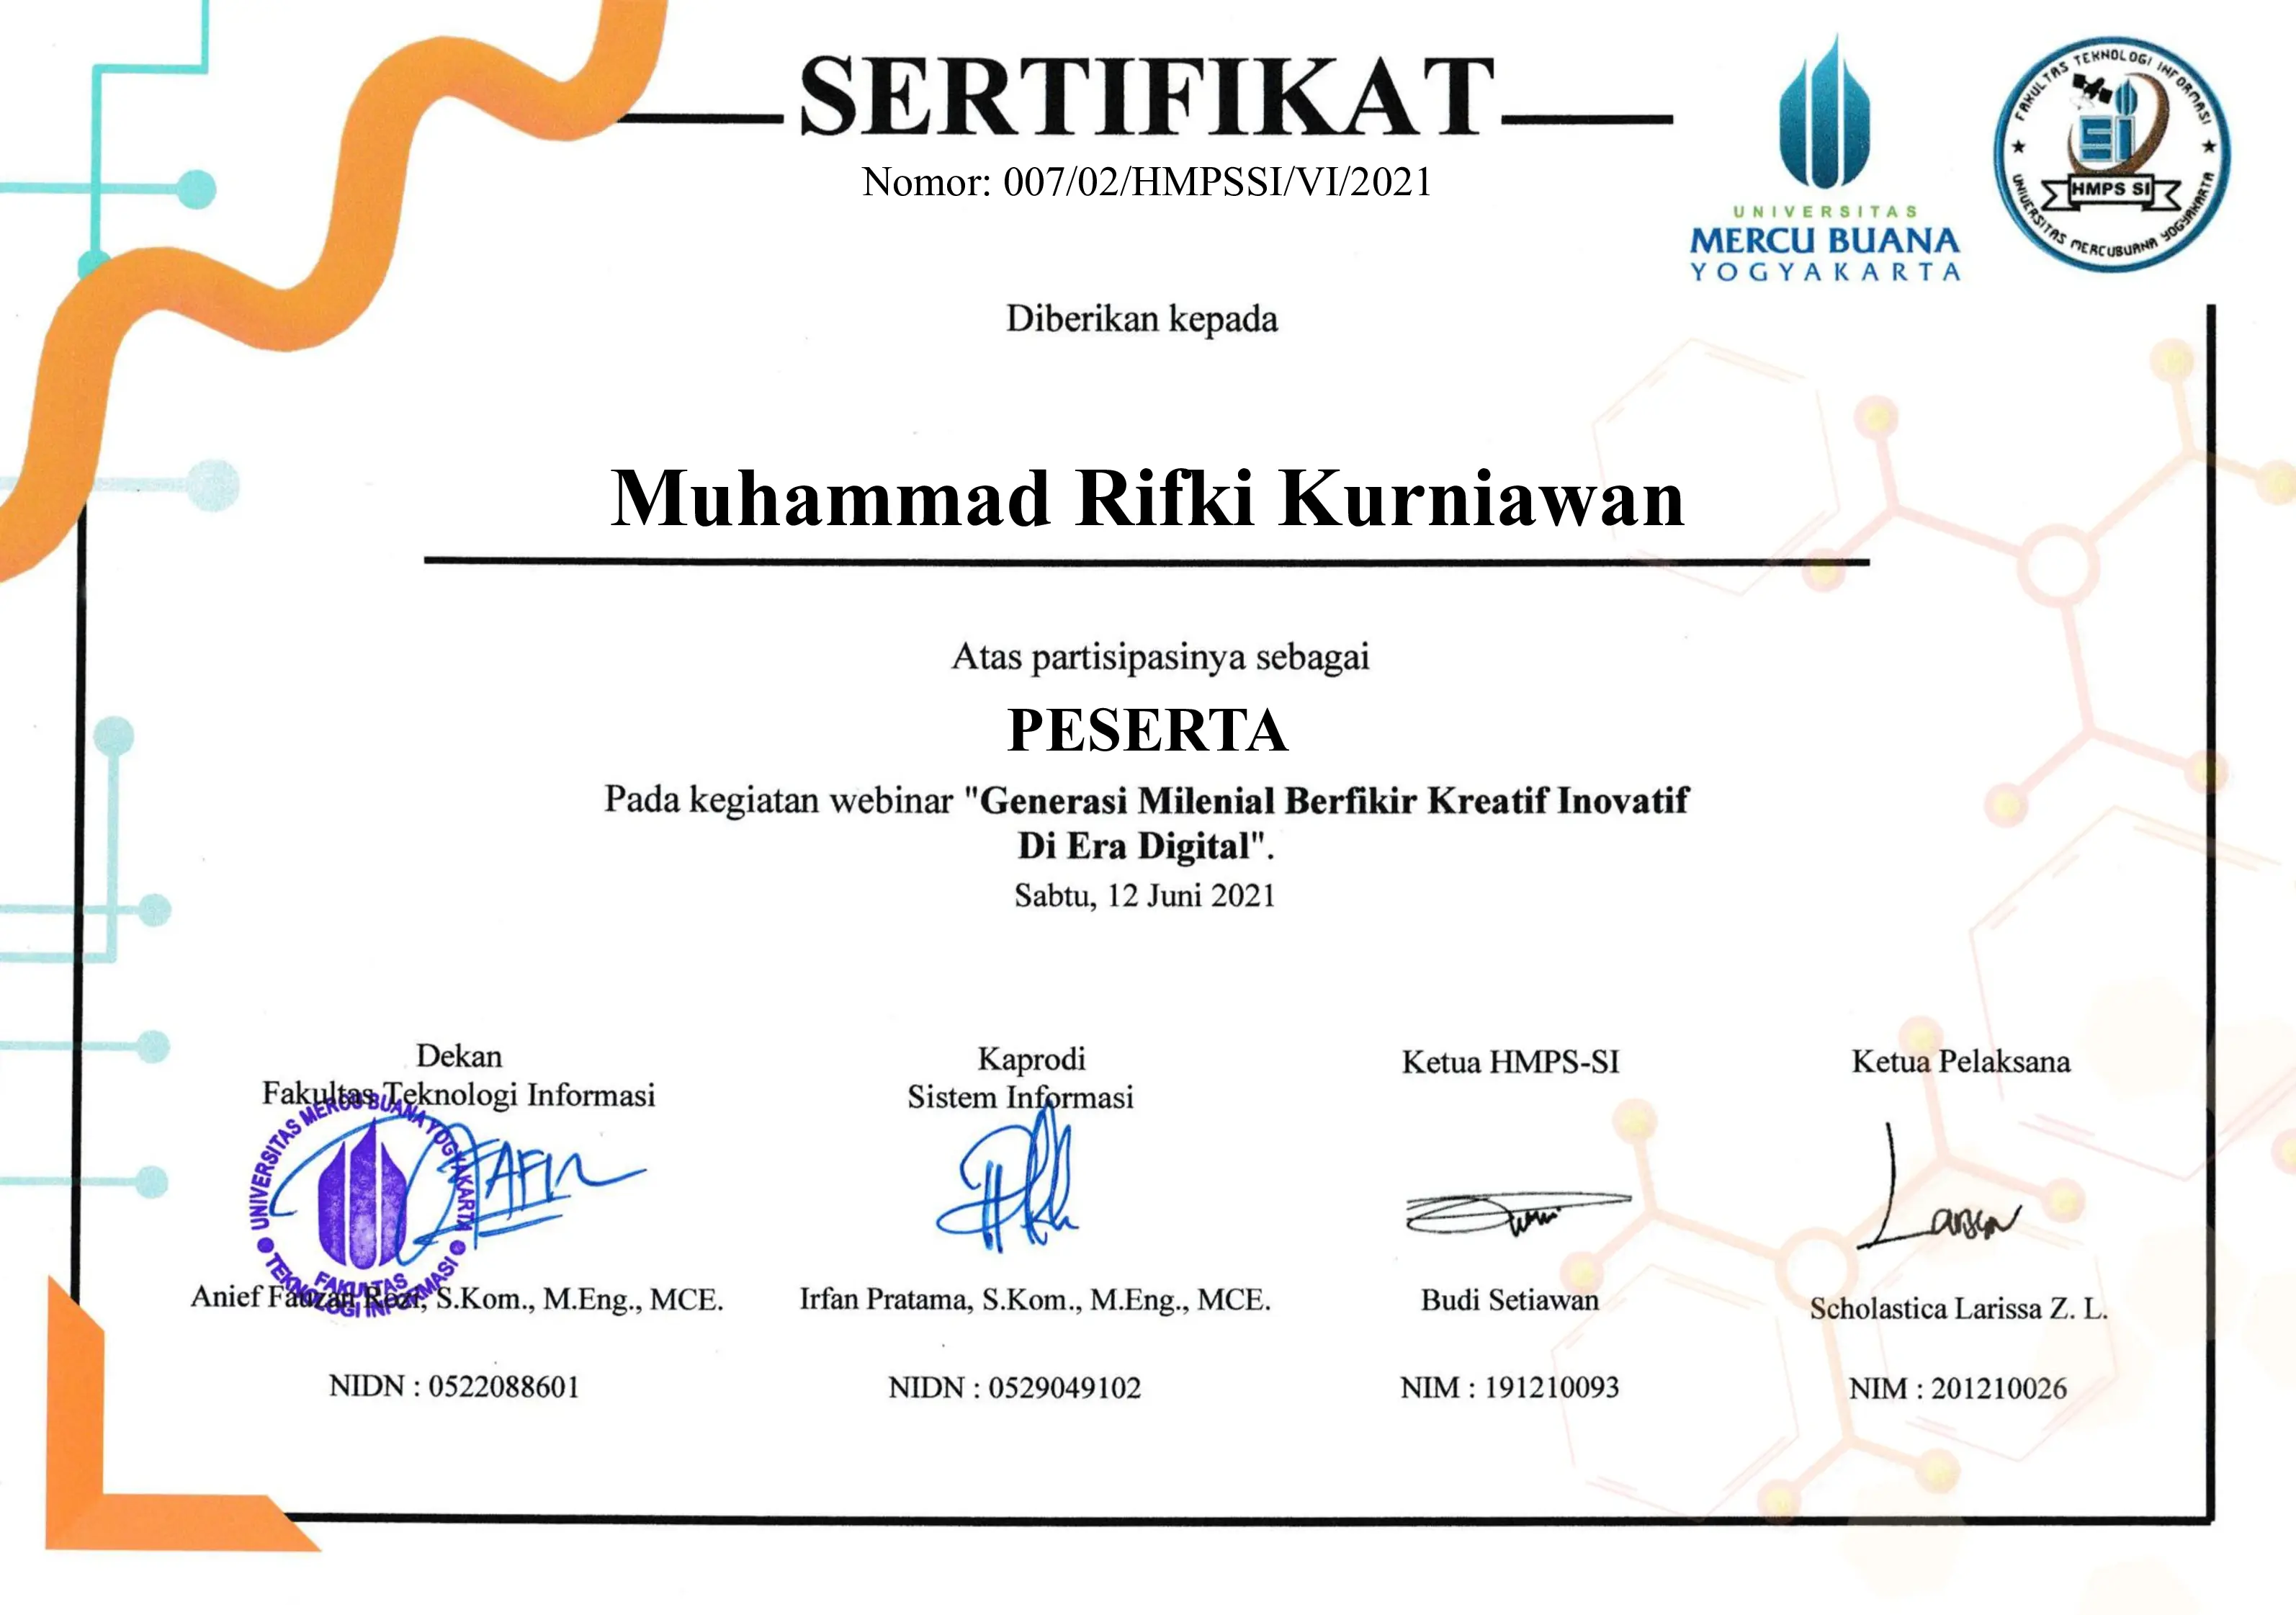 SERTIFIKAT
Nomor: 007/02/HMPSSI/VI/2021
UNIVERSITAS
MERCU BUANA
YOGYAKARTA
FAKULTAS TEKNOLOGI INFORMASI
SI
HMPS SI
UNIVERSITAS MERCUBUANA YOGYAKARTA
Diberikan kepada
Muhammad Rifki Kurniawan
Atas partisipasinya sebagai
PESERTA
Pada kegiatan webinar "Generasi Milenial Berfikir Kreatif Inovatif
Di Era Digital".
Sabtu, 12 Juni 2021
Dekan
Fakultas Teknologi Informasi
UNIVERSITAS MERCU BUANA YOGYAKARTA
FAKULTAS
TEKNOLOGI INFORMASI
Anief Fauzan Rozi, S.Kom., M.Eng., MCE.
NIDN : 0522088601
Kaprodi
Sistem Informasi
Irfan Pratama, S.Kom., M.Eng., MCE.
NIDN : 0529049102
Ketua HMPS-SI
Budi Setiawan
NIM : 191210093
Ketua Pelaksana
Scholastica Larissa Z. L.
NIM : 201210026